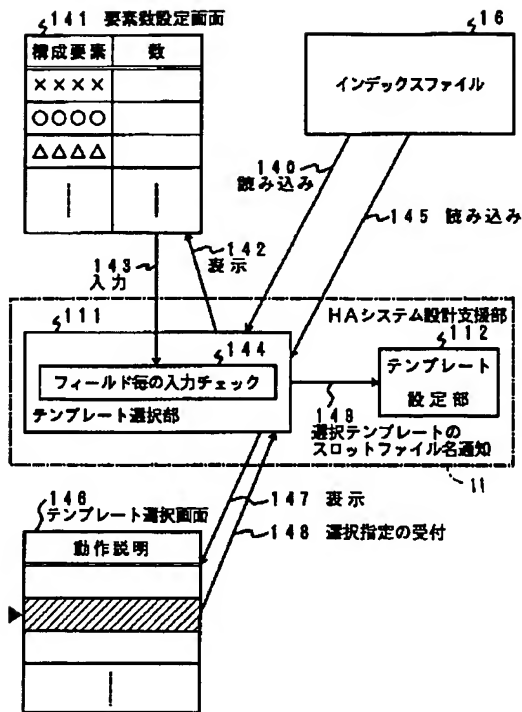 141 要素数設定画面
構成要素 数
××××
○○○○
△△△△
16
インデックスファイル
140
読み込み
145 読み込み
142
表示
143
入力
HAシステム設計支援部
111
144
フィールド毎の入力チェック
テンプレート選択部
112
テンプレート
設定部
149
選択テンプレートの
スロットファイル名通知
11
146
テンプレート選択画面
動作説明
147 表示
148 選択指定の受付